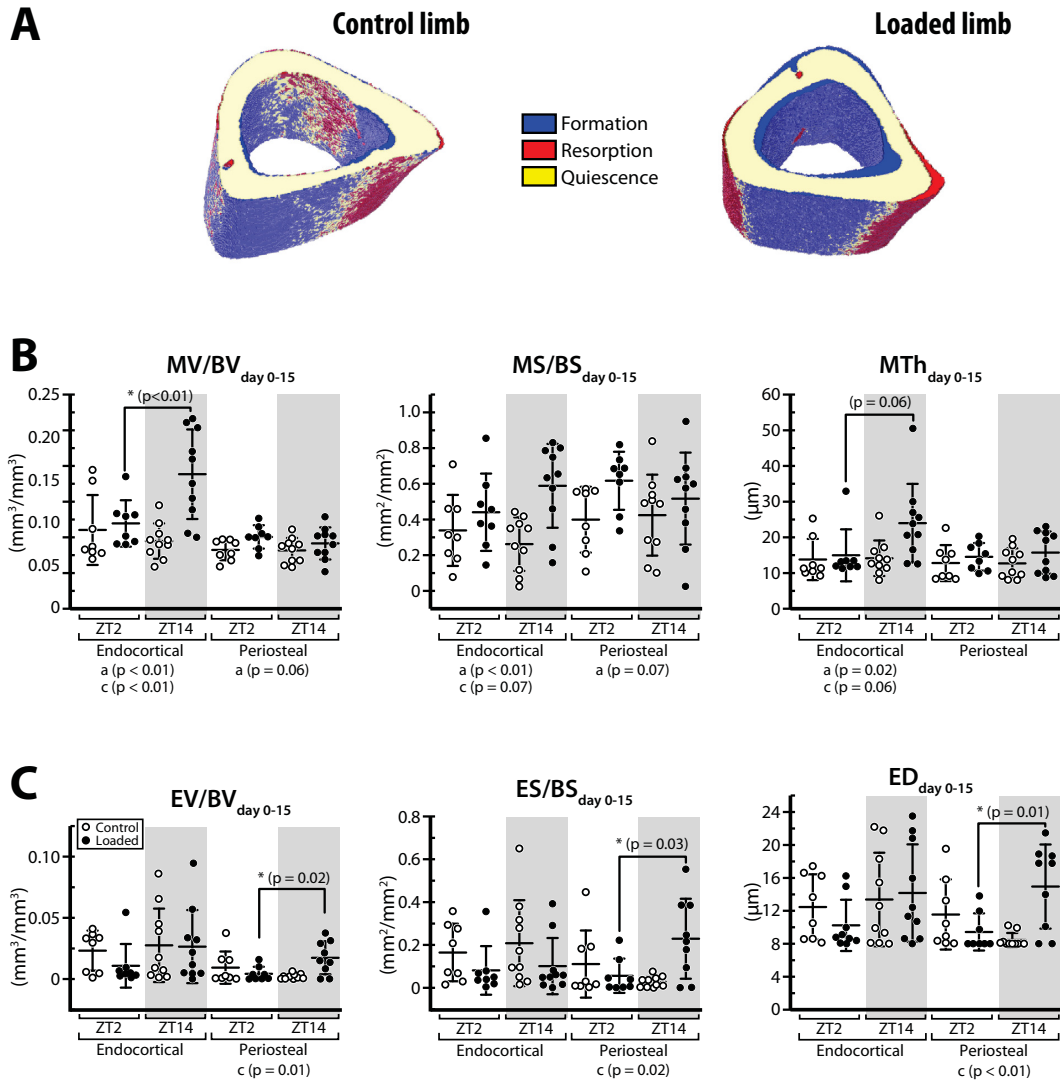 A
Control limb
Loaded limb
Formation
Resorption
Quiescence
B
MV/BV day 0-15
(mm³/mm³)
0.25
0.20
0.15
0.10
0.05
0
* (p<0.01)
ZT2 ZT14 ZT2 ZT14
Endocortical Periosteal
a (p < 0.01) a (p = 0.06)
c (p < 0.01)
MS/BS day 0-15
(mm²/mm²)
1.0
0.8
0.6
0.4
0.2
0
ZT2 ZT14 ZT2 ZT14
Endocortical Periosteal
a (p < 0.01) a (p = 0.07)
c (p = 0.07)
MTh day 0-15
(µm)
60
50
40
30
20
10
0
(p = 0.06)
ZT2 ZT14 ZT2 ZT14
Endocortical Periosteal
a (p = 0.02)
c (p = 0.06)
C
EV/BV day 0-15
Control
Loaded
(mm³/mm³)
0.10
0.05
0
* (p = 0.02)
ZT2 ZT14 ZT2 ZT14
Endocortical Periosteal
c (p = 0.01)
ES/BS day 0-15
(mm²/mm²)
0.8
0.6
0.4
0.2
0
* (p = 0.03)
ZT2 ZT14 ZT2 ZT14
Endocortical Periosteal
c (p = 0.02)
ED day 0-15
(µm)
24
20
16
12
8
4
0
* (p = 0.01)
ZT2 ZT14 ZT2 ZT14
Endocortical Periosteal
c (p < 0.01)